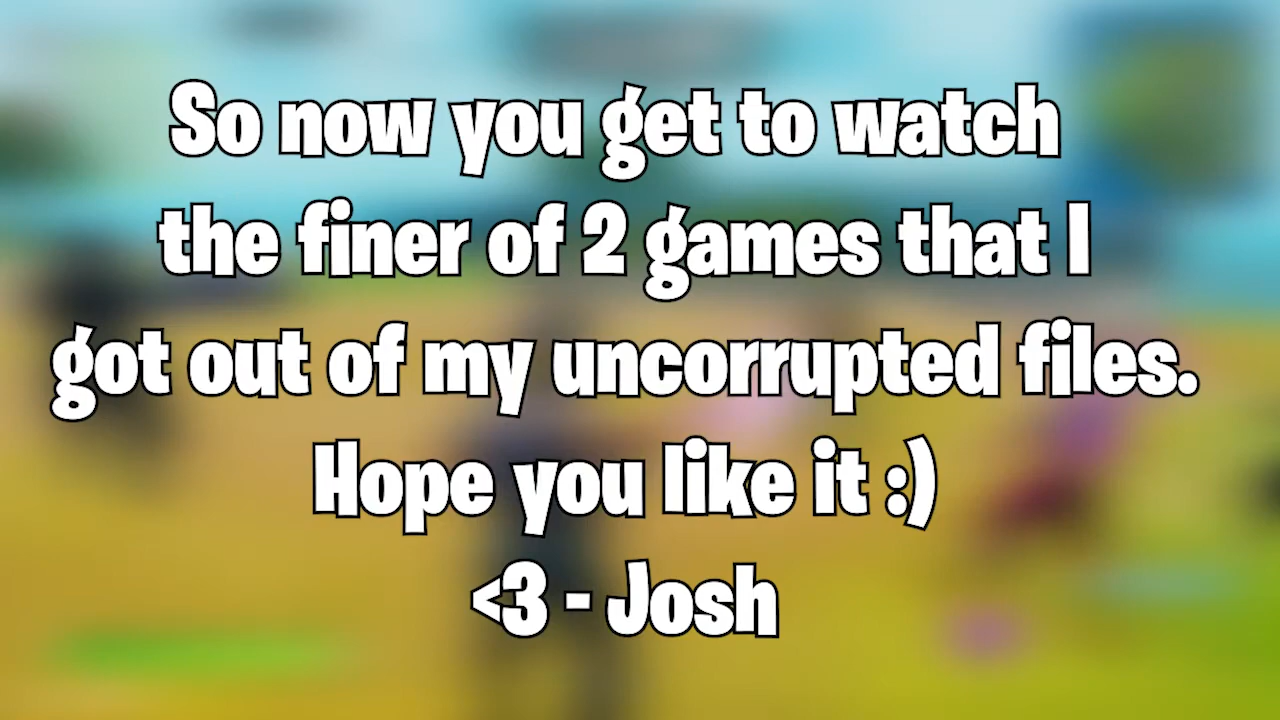 So now you get to watch
the finer of 2 games that I
got out of my uncorrupted files.
Hope you like it :)
<3 - Josh